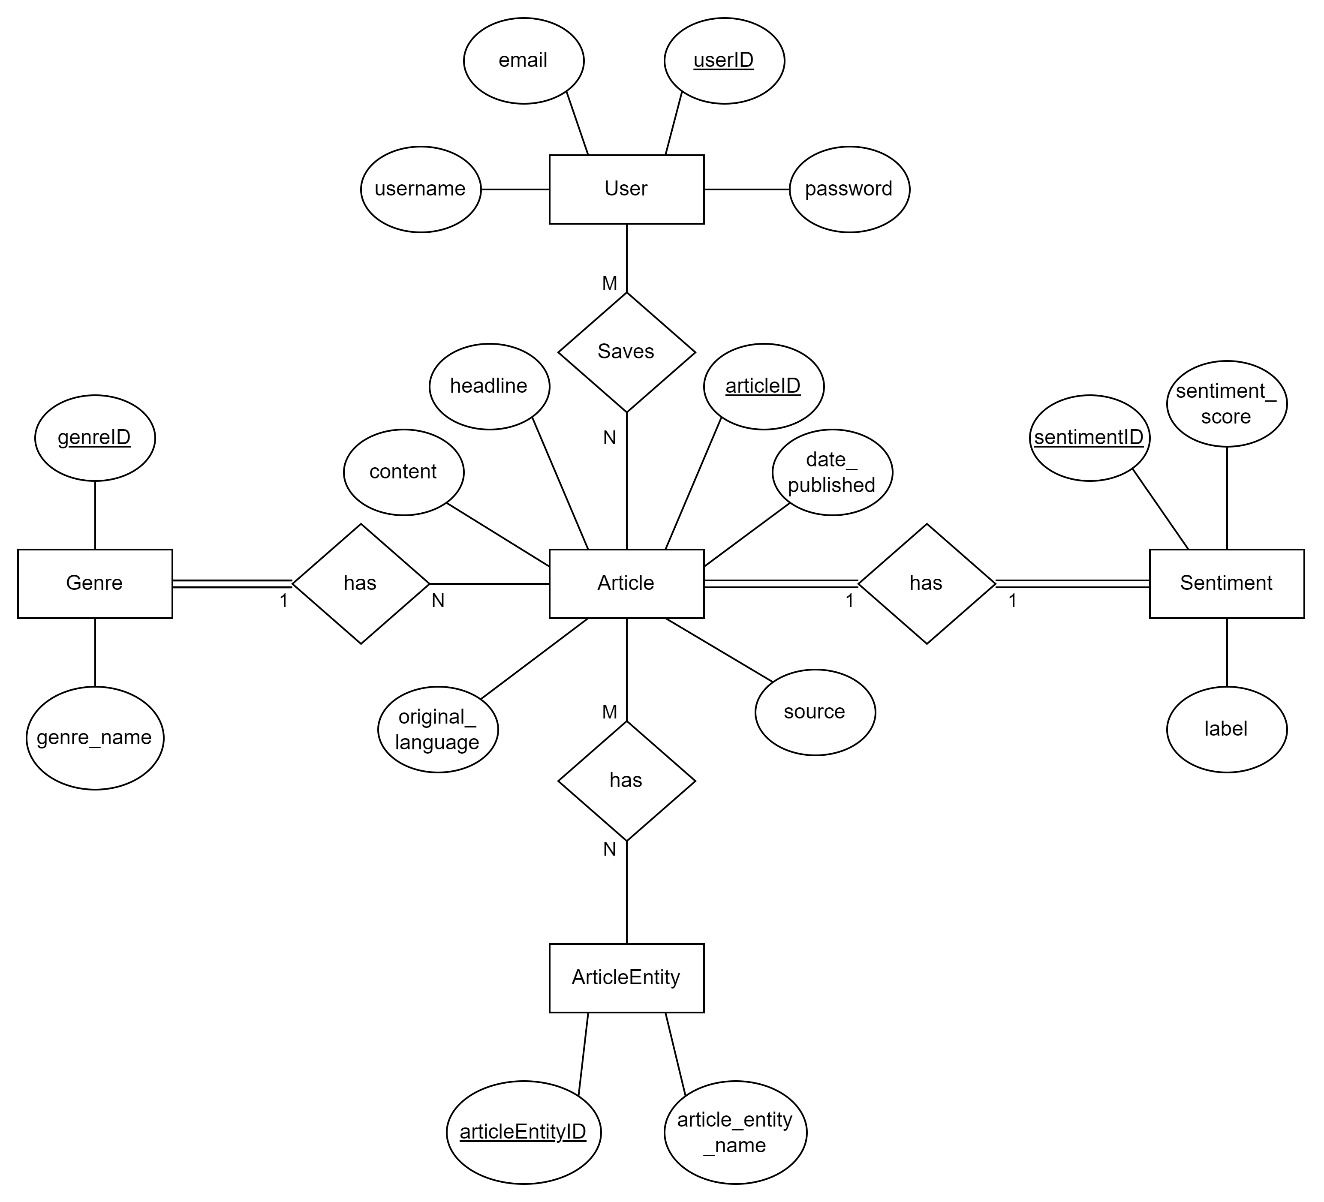 email
userID
username
User
password
M
Saves
headline
articleID
N
genreID
content
date_
published
sentimentID
sentiment_
score
Genre
1
has
N
Article
1
has
1
Sentiment
genre_name
original_
language
M
source
label
has
N
ArticleEntity
articleEntityID
article_entity
_name